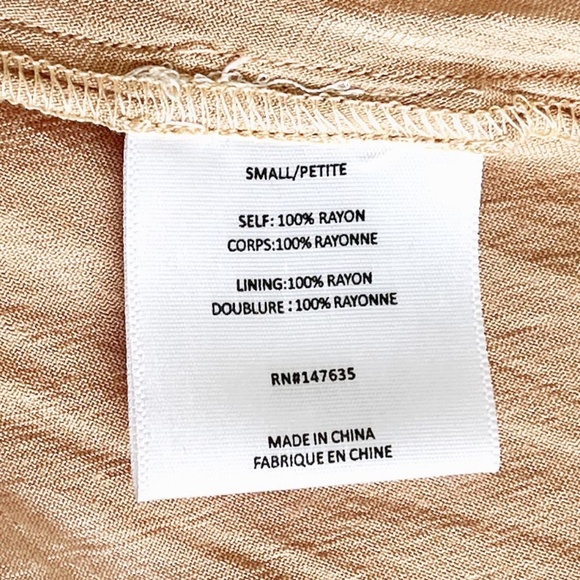 SMALL/PETITE
SELF: 100% RAYON
CORPS:100% RAYONNE
LINING:100% RAYON
DOUBLURE : 100% RAYONNE
RN#147635
MADE IN CHINA
FABRIQUE EN CHINE